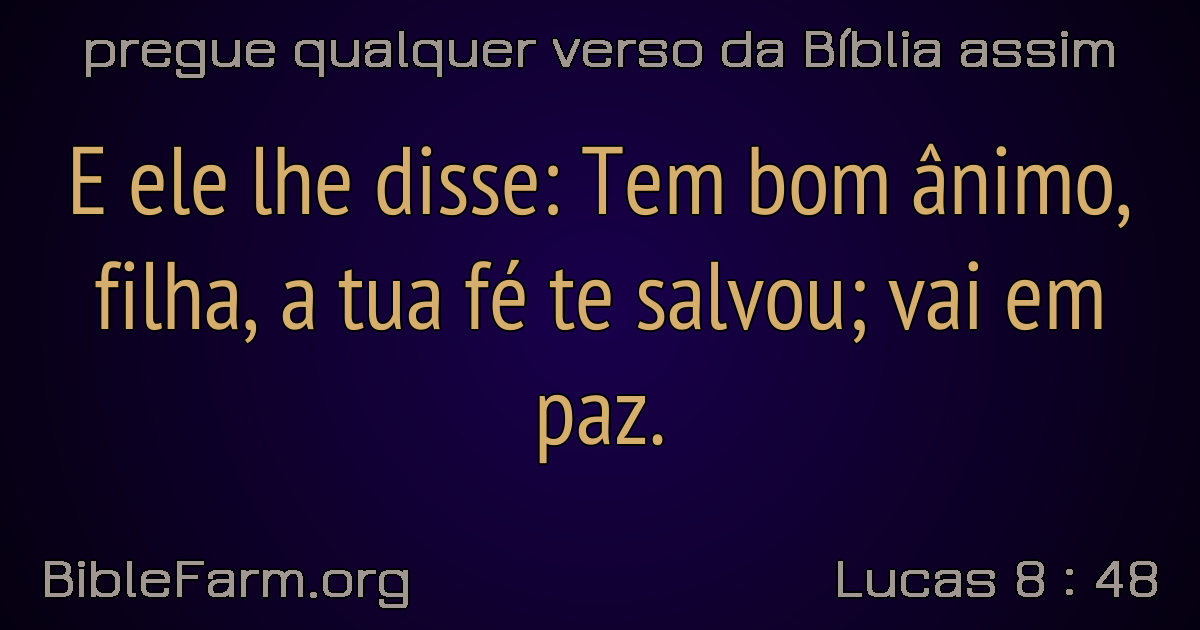 pregue qualquer verso da Bíblia assim
E ele lhe disse: Tem bom ânimo,
filha, a tua fé te salvou; vai em
paz.
BibleFarm.org
Lucas 8 : 48